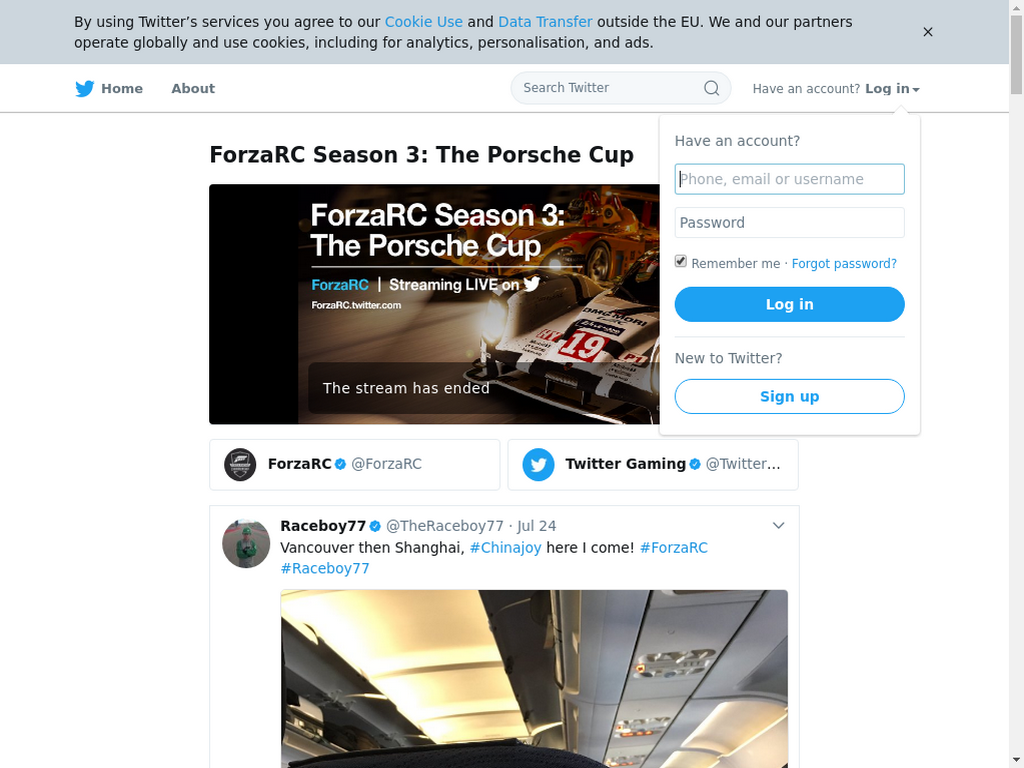 By using Twitter’s services you agree to our Cookie Use and Data Transfer outside the EU. We and our partners
operate globally and use cookies, including for analytics, personalisation, and ads.
Home
About
Search Twitter
Have an account? Log in
Have an account?
Phone, email or username
Password
Remember me · Forgot password?
Log in
New to Twitter?
Sign up
ForzaRC Season 3: The Porsche Cup
ForzaRC Season 3:
The Porsche Cup
ForzaRC | Streaming LIVE on
ForzaRC.twitter.com
19
The stream has ended
ForzaRC @ForzaRC
Twitter Gaming @Twitter...
Raceboy77 @TheRaceboy77 · Jul 24
Vancouver then Shanghai, #Chinajoy here I come! #ForzaRC
#Raceboy77